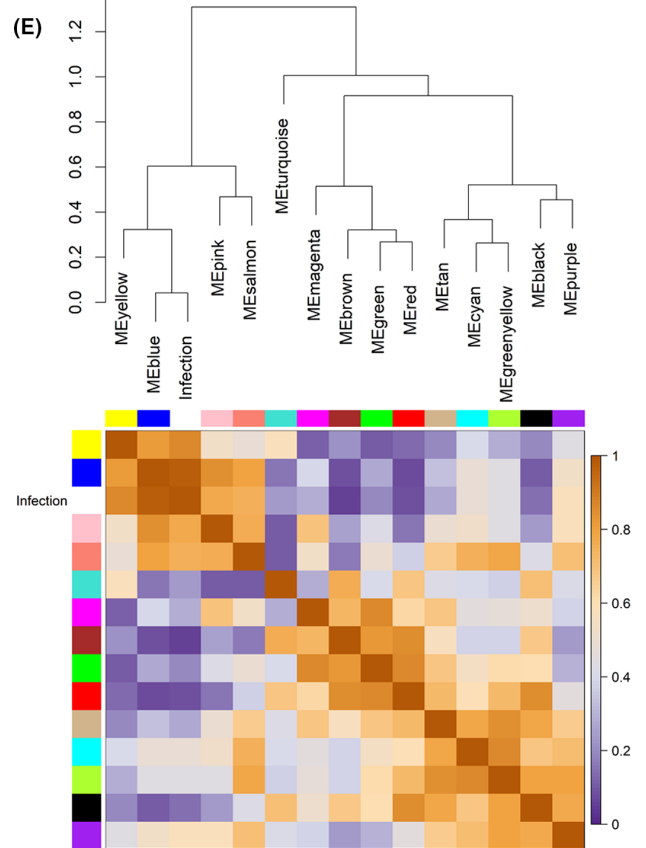 (E)
1.2
1.0
0.8
0.6
0.4
0.2
0.0
MEyellow
MEblue
Infection
MEpink
MEsalmon
MEturquoise
MEmagenta
MEbrown
MEgreen
MEred
MEtan
MEcyan
MEgreenyellow
MEblack
MEpurple
Infection
1
0.8
0.6
0.4
0.2
0